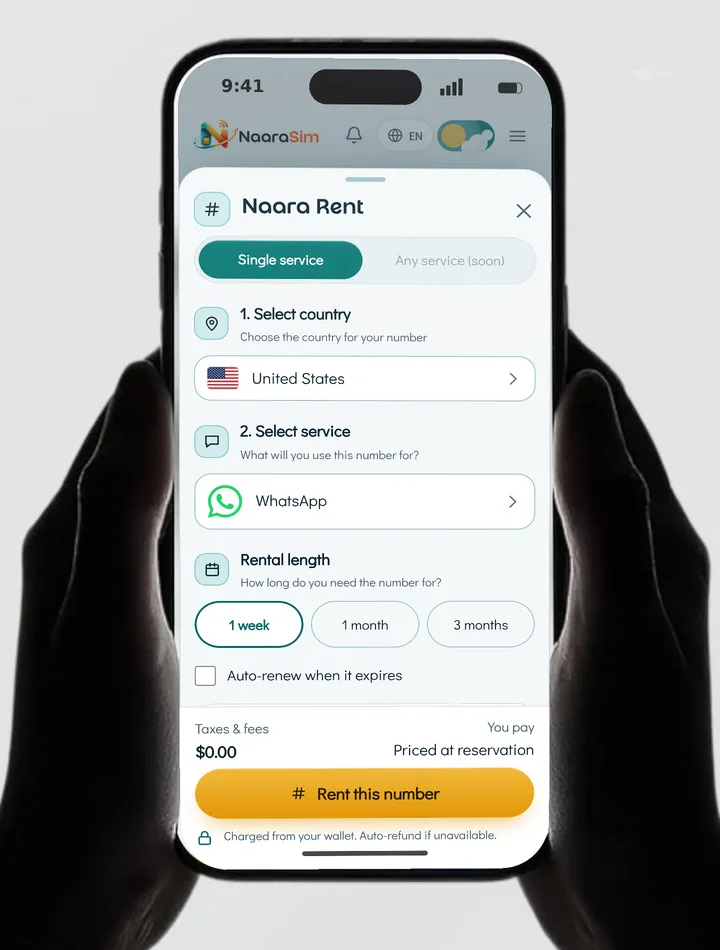 9:41
NaaraSim
EN
# Naara Rent
Single service
Any service (soon)
1. Select country
Choose the country for your number
United States
2. Select service
What will you use this number for?
WhatsApp
Rental length
How long do you need the number for?
1 week
1 month
3 months
Auto-renew when it expires
Taxes & fees
You pay
$0.00
Priced at reservation
# Rent this number
Charged from your wallet. Auto-refund if unavailable.